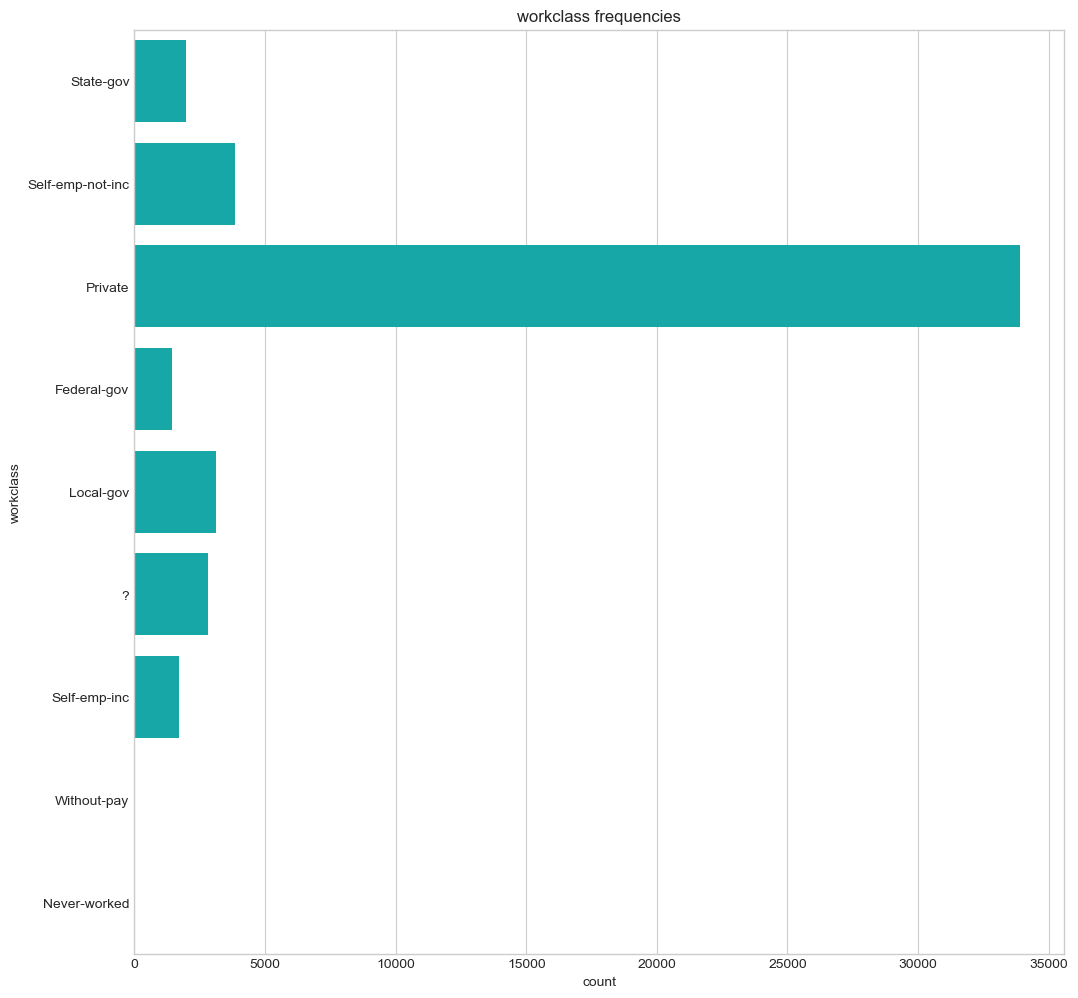 workclass frequencies
State-gov
Self-emp-not-inc
Private
Federal-gov
Local-gov
?
Self-emp-inc
Without-pay
Never-worked
workclass
0 5000 10000 15000 20000 25000 30000 35000
count